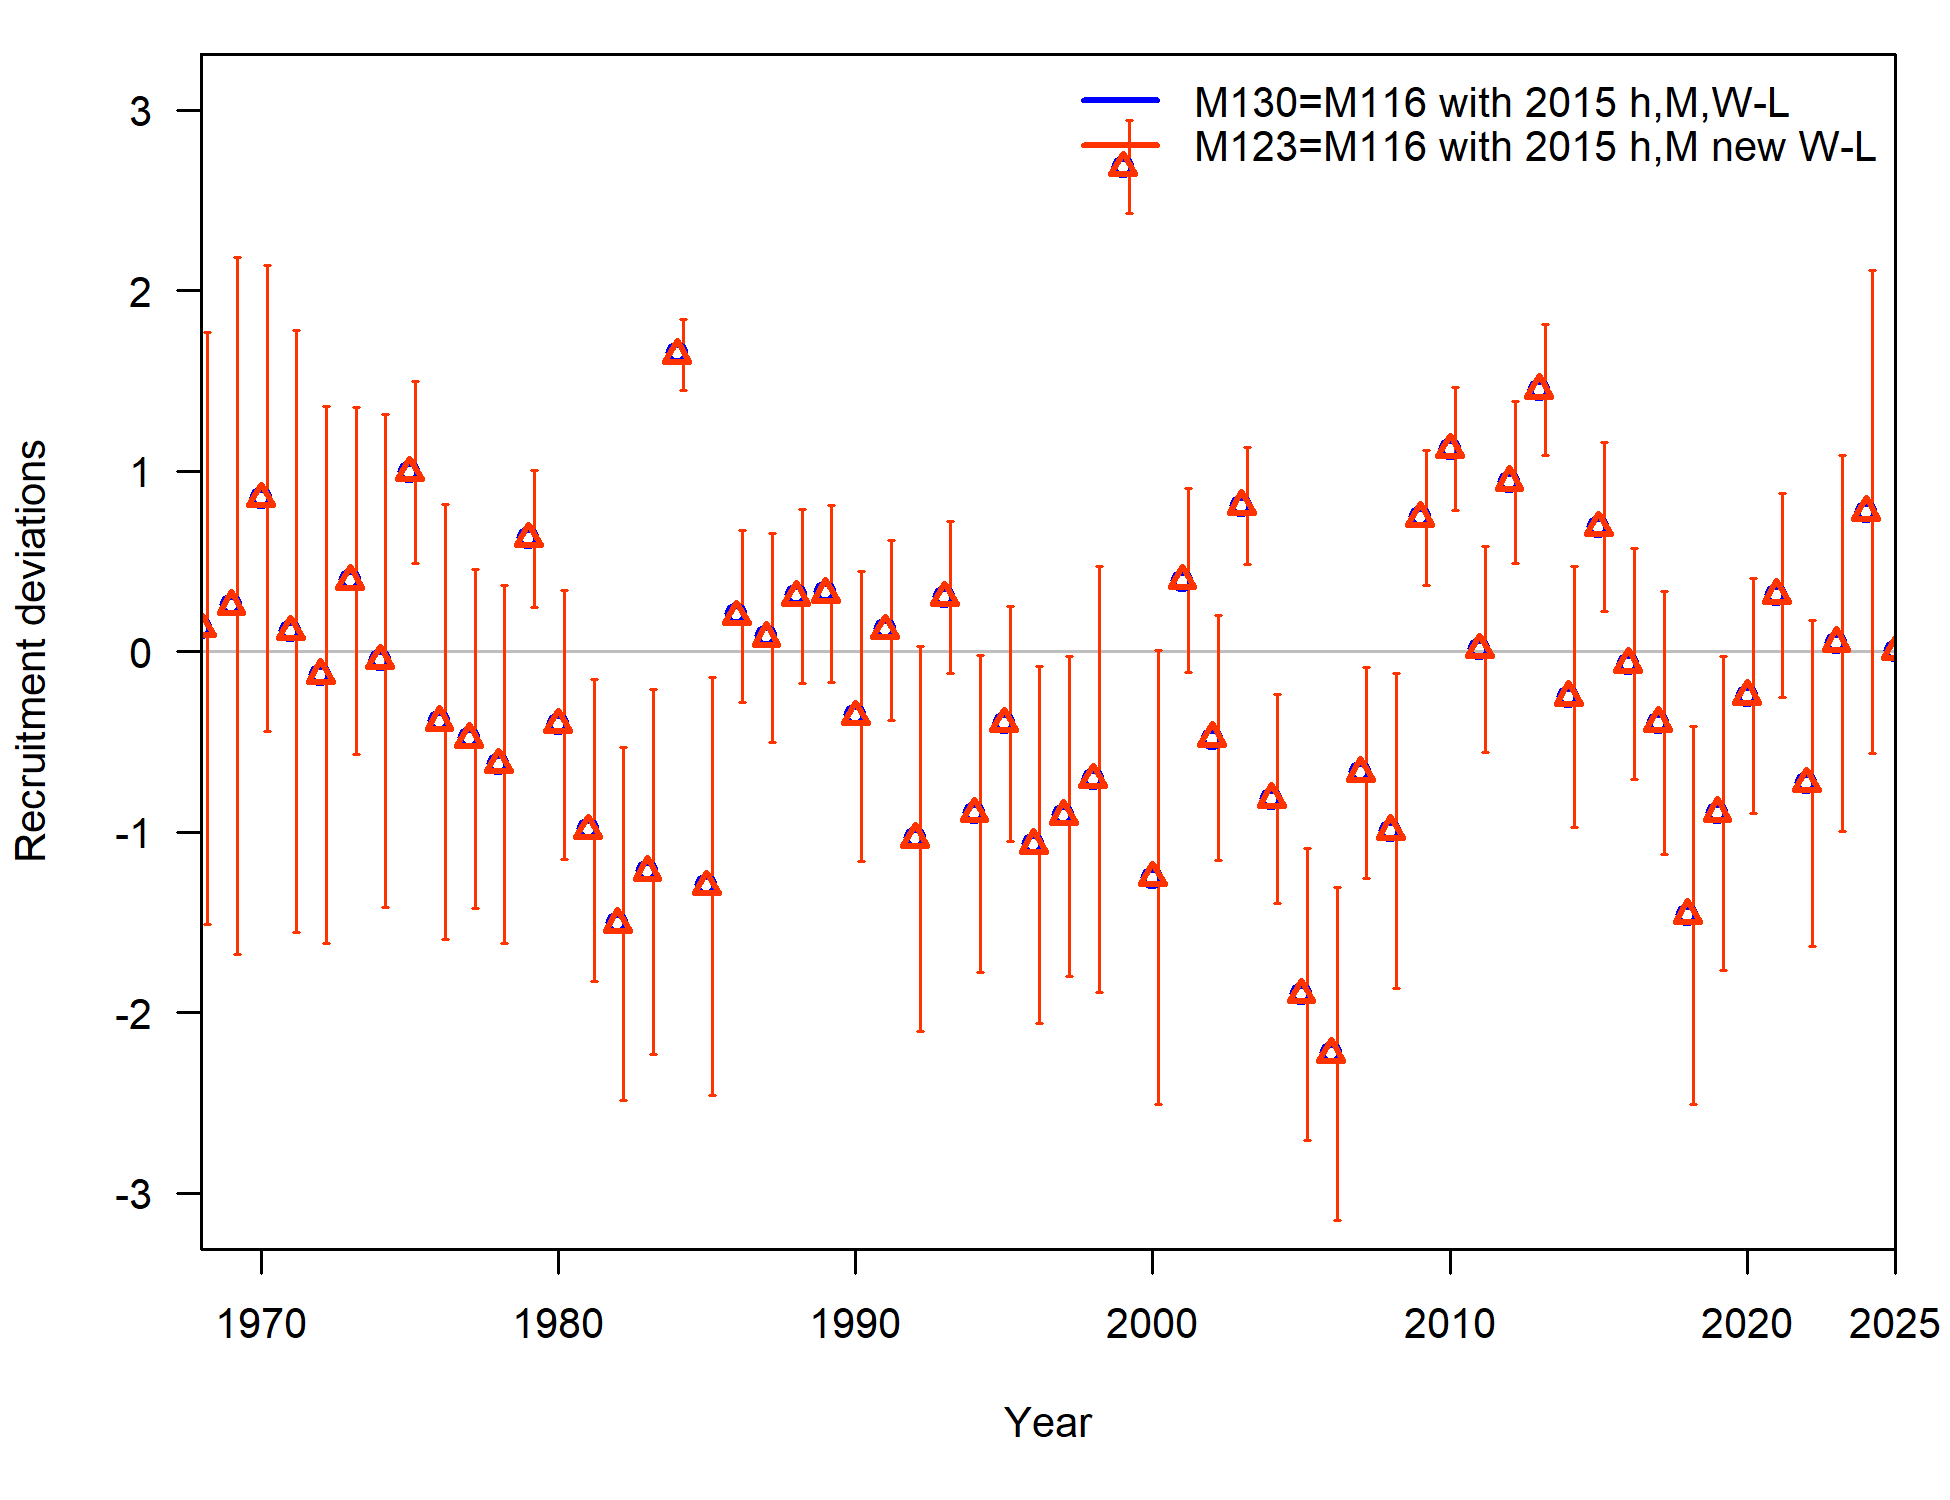 M130=M116 with 2015 h,M,W-L
M123=M116 with 2015 h,M new W-L
3
2
1
0
-1
-2
-3
Recruitment deviations
1970 1980 1990 2000 2010 2020 2025
Year